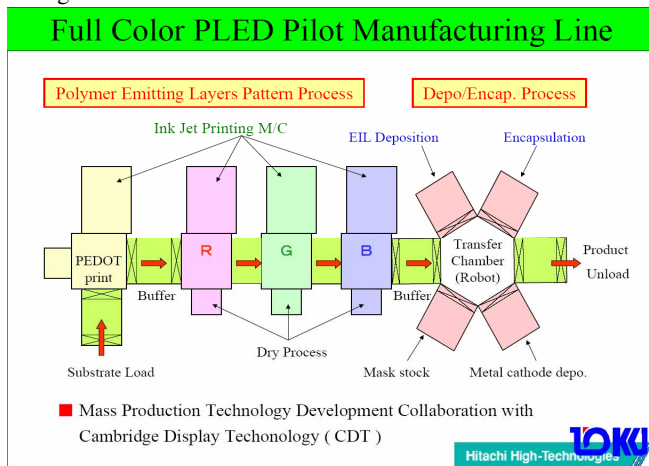 Full Color PLED Pilot Manufacturing Line
Polymer Emitting Layers Pattern Process
Depo/Encap. Process
Ink Jet Printing M/C
EIL Deposition
Encapsulation
PEDOT
print
R
G
B
Transfer
Chamber
(Robot)
Product
Unload
Buffer
Buffer
Dry Process
Substrate Load
Mask stock
Metal cathode depo.
Mass Production Technology Development Collaboration with
Cambridge Display Techonology ( CDT )
Hitachi High-Technologies
TOKKI